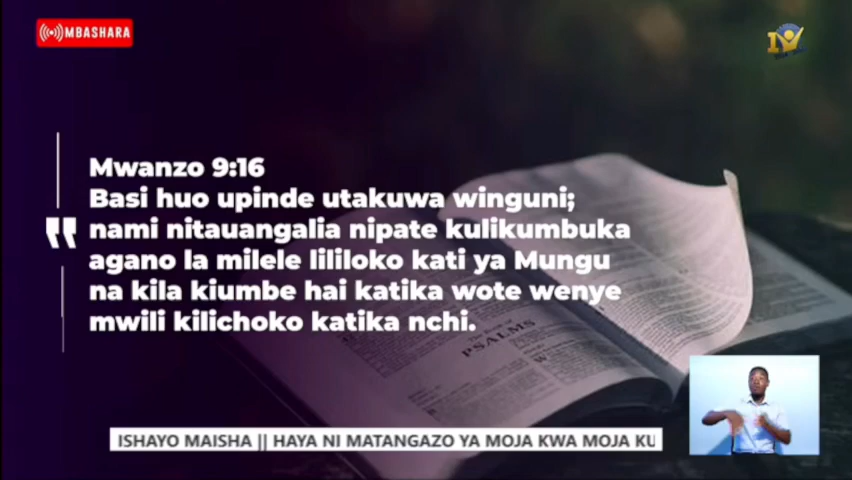 MBASHARA
Mwanzo 9:16
Basi huo upinde utakuwa winguni;
nami nitauangalia nipate kulikumbuka
agano la milele lililoko kati ya Mungu
na kila kiumbe hai katika wote wenye
mwili kilichoko katika nchi.
PSALMS
ISHAYO MAISHA || HAYA NI MATANGAZO YA MOJA KWA MOJA KU